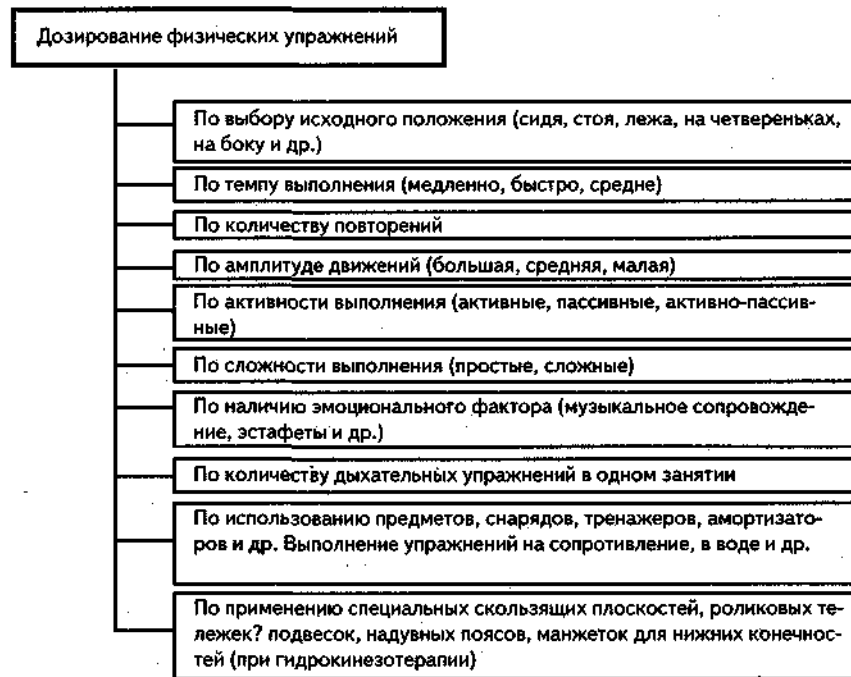 Дозирование физических упражнений
По выбору исходного положения (сидя, стоя, лежа, на четвереньках,
на боку и др.)
По темпу выполнения (медленно, быстро, средне)
По количеству повторений
По амплитуде движений (большая, средняя, малая)
По активности выполнения (активные, пассивные, активно-пассив-
ные)
По сложности выполнения (простые, сложные)
По наличию эмоционального фактора (музыкальное сопровожде-
ние, эстафеты и др.)
По количеству дыхательных упражнений в одном занятии
По использованию предметов, снарядов, тренажеров, амортизато-
ров и др. Выполнение упражнений на сопротивление, в воде и др.
По применению специальных скользящих плоскостей, роликовых те-
лежек? подвесок, надувных поясов, манжеток для нижних конечнос-
тей (при гидрокинезотерапии)